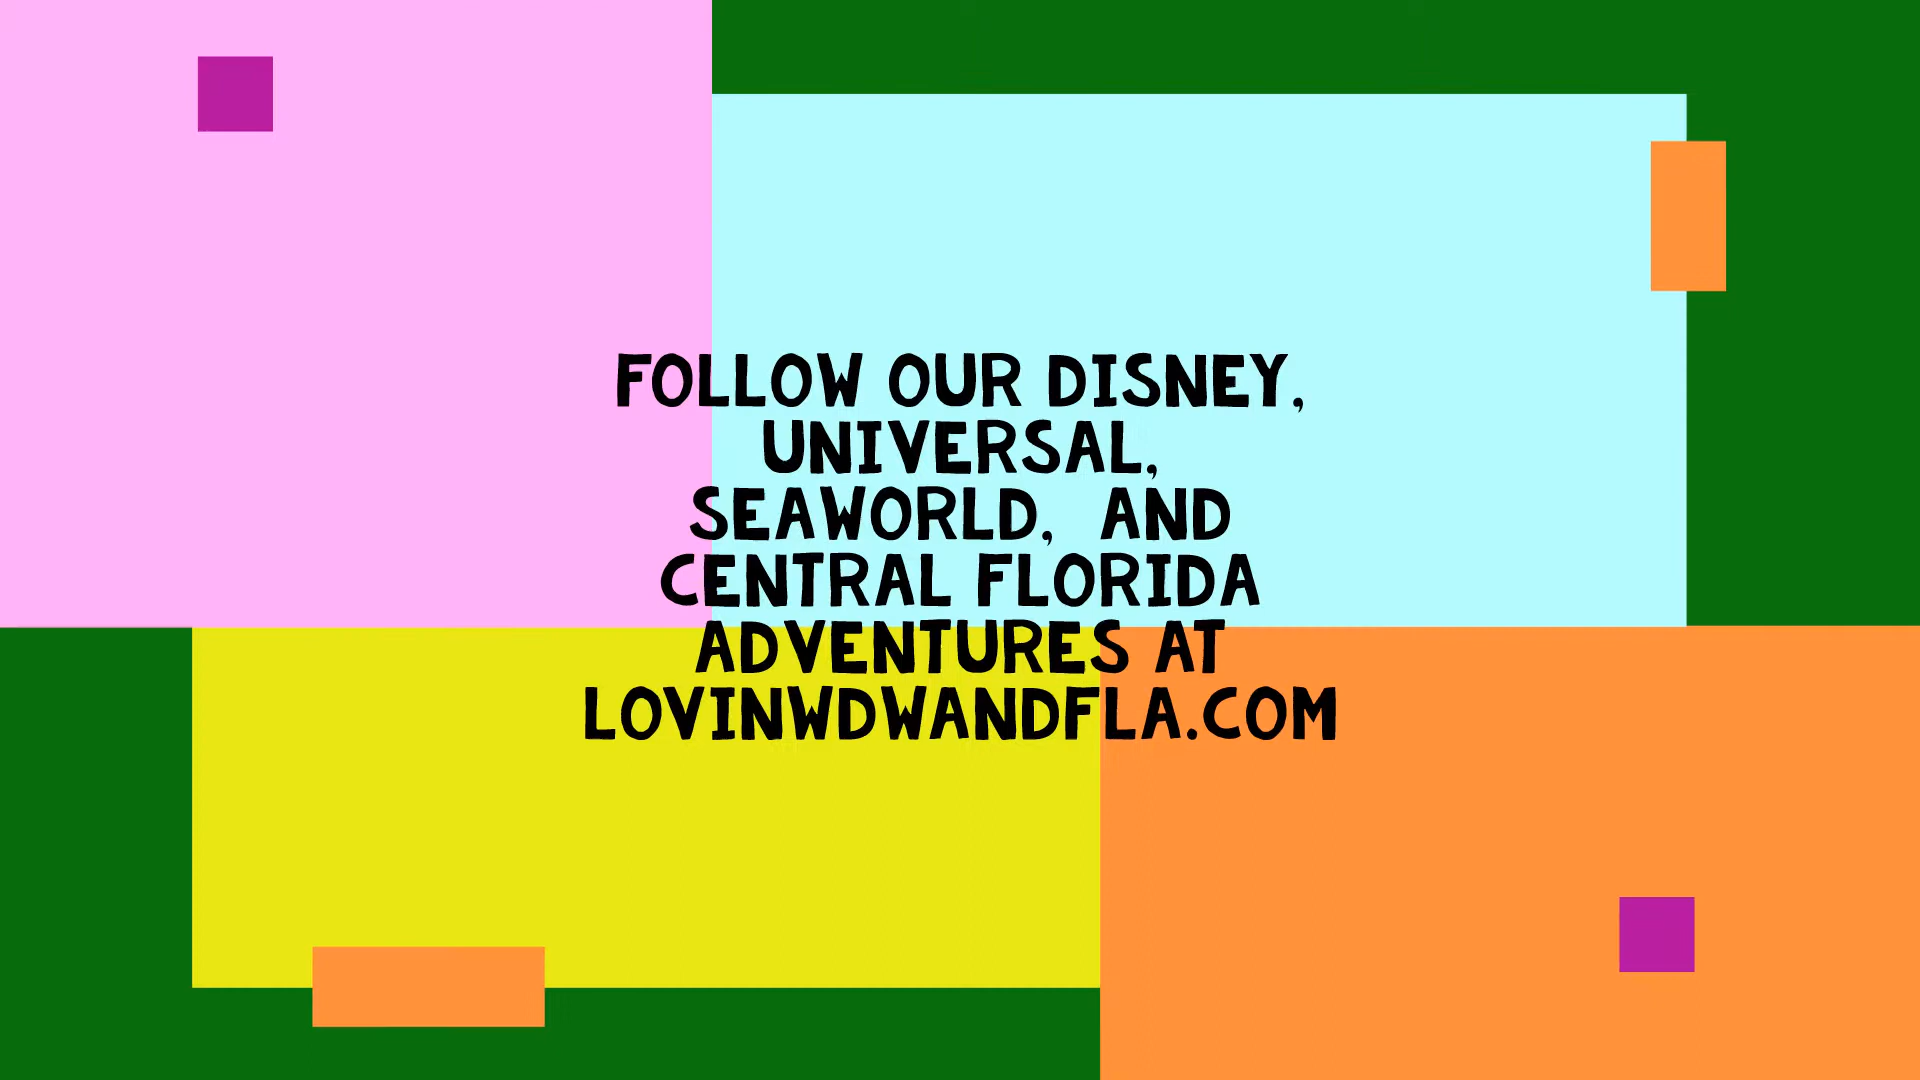 FOLLOW OUR DISNEY,
UNIVERSAL,
SEAWORLD,  AND
CENTRAL FLORIDA
ADVENTURES AT
LOVINWDWANDFLA.COM